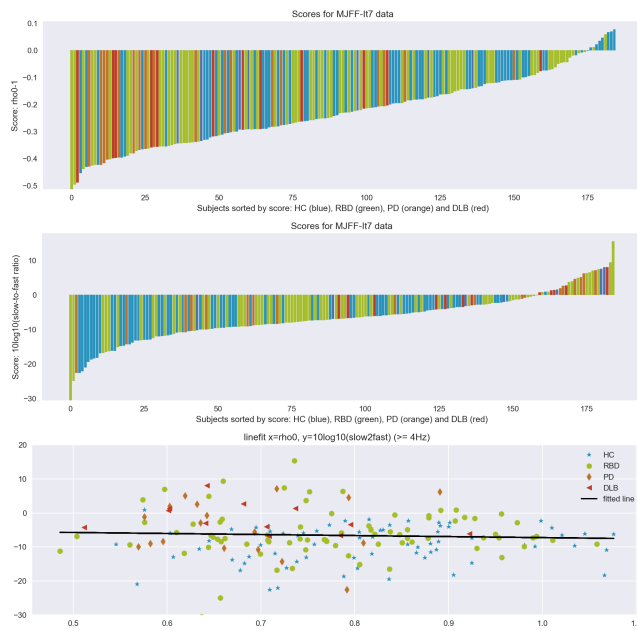 Scores for MJFF-lt7 data
0.1
0.0
−0.1
−0.2
−0.3
−0.4
−0.5
Score: rho0-1
0 25 50 75 100 125 150 175
Subjects sorted by score: HC (blue), RBD (green), PD (orange) and DLB (red)
Scores for MJFF-lt7 data
10
0
−10
−20
−30
Score: 10log10(slow-to-fast ratio)
0 25 50 75 100 125 150 175
Subjects sorted by score: HC (blue), RBD (green), PD (orange) and DLB (red)
linefit x=rho0, y=10log10(slow2fast) (>= 4Hz)
20
10
0
−10
−20
−30
HC
RBD
PD
DLB
fitted line
0.5 0.6 0.7 0.8 0.9 1.0